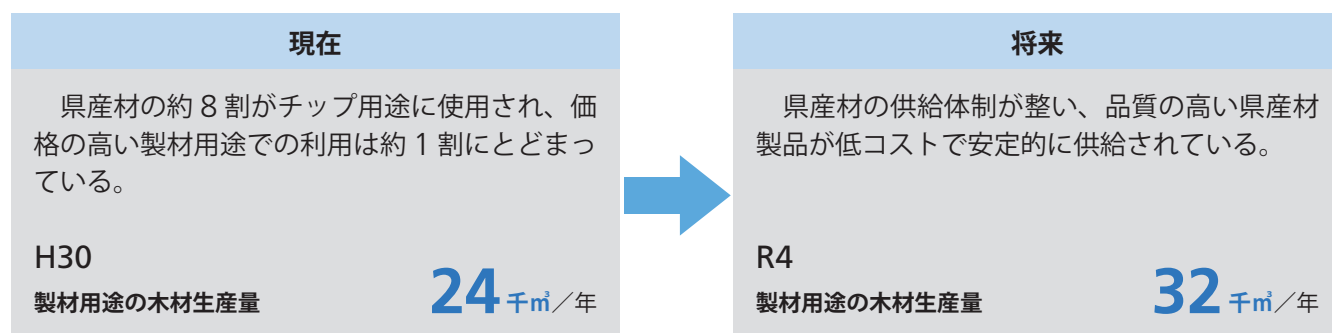 現在
県産材の約8割がチップ用途に使用され、価
格の高い製材用途での利用は約1割にとどまっ
ている。
H30
製材用途の木材生産量 24千㎥／年
将来
県産材の供給体制が整い、品質の高い県産材
製品が低コストで安定的に供給されている。
R4
製材用途の木材生産量 32千㎥／年